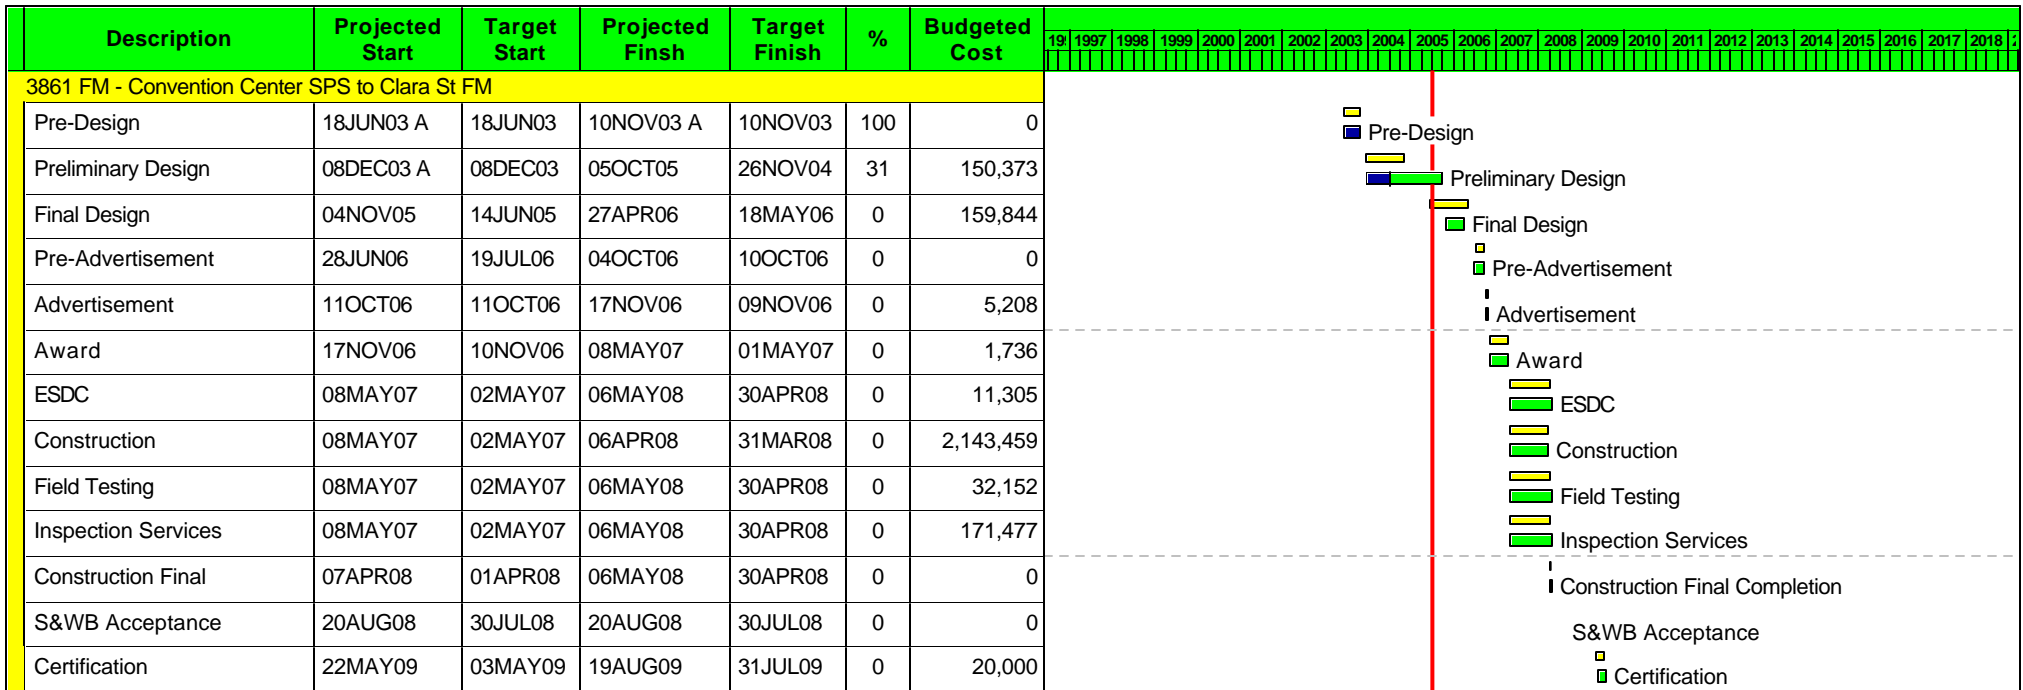 Description Projected Start Target Start Projected Finsh Target Finish % Budgeted Cost 19 1997 1998 1999 2000 2001 2002 2003 2004 2005 2006 2007 2008 2009 2010 2011 2012 2013 2014 2015 2016 2017 2018
3861 FM - Convention Center SPS to Clara St FM
Pre-Design 18JUN03 A 18JUN03 10NOV03 A 10NOV03 100 0 Pre-Design
Preliminary Design 08DEC03 A 08DEC03 05OCT05 26NOV04 31 150,373 Preliminary Design
Final Design 04NOV05 14JUN05 27APR06 18MAY06 0 159,844 Final Design
Pre-Advertisement 28JUN06 19JUL06 04OCT06 10OCT06 0 0 Pre-Advertisement
Advertisement 11OCT06 11OCT06 17NOV06 09NOV06 0 5,208 Advertisement
Award 17NOV06 10NOV06 08MAY07 01MAY07 0 1,736 Award
ESDC 08MAY07 02MAY07 06MAY08 30APR08 0 11,305 ESDC
Construction 08MAY07 02MAY07 06APR08 31MAR08 0 2,143,459 Construction
Field Testing 08MAY07 02MAY07 06MAY08 30APR08 0 32,152 Field Testing
Inspection Services 08MAY07 02MAY07 06MAY08 30APR08 0 171,477 Inspection Services
Construction Final 07APR08 01APR08 06MAY08 30APR08 0 0 Construction Final Completion
S&WB Acceptance 20AUG08 30JUL08 20AUG08 30JUL08 0 0 S&WB Acceptance
Certification 22MAY09 03MAY09 19AUG09 31JUL09 0 20,000 Certification